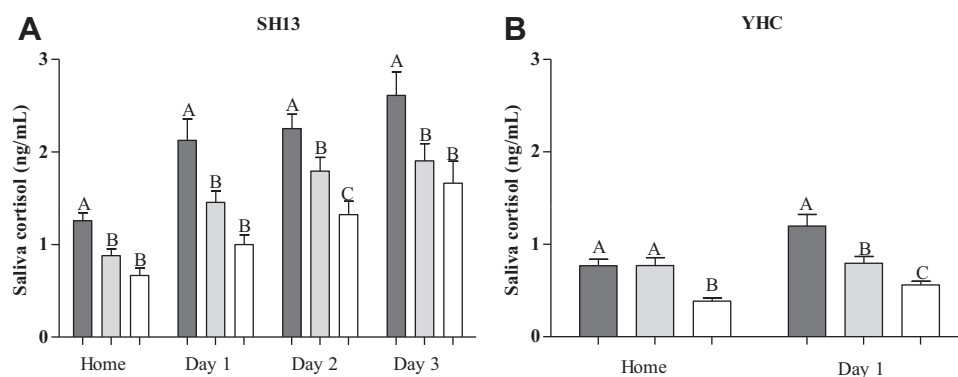 A
SH13
Saliva cortisol (ng/mL)
3
2
1
0
A
B
B
A
B
B
A
B
C
A
B
B
Home
Day 1
Day 2
Day 3
B
YHC
Saliva cortisol (ng/mL)
3
2
1
0
A
A
B
A
B
C
Home
Day 1